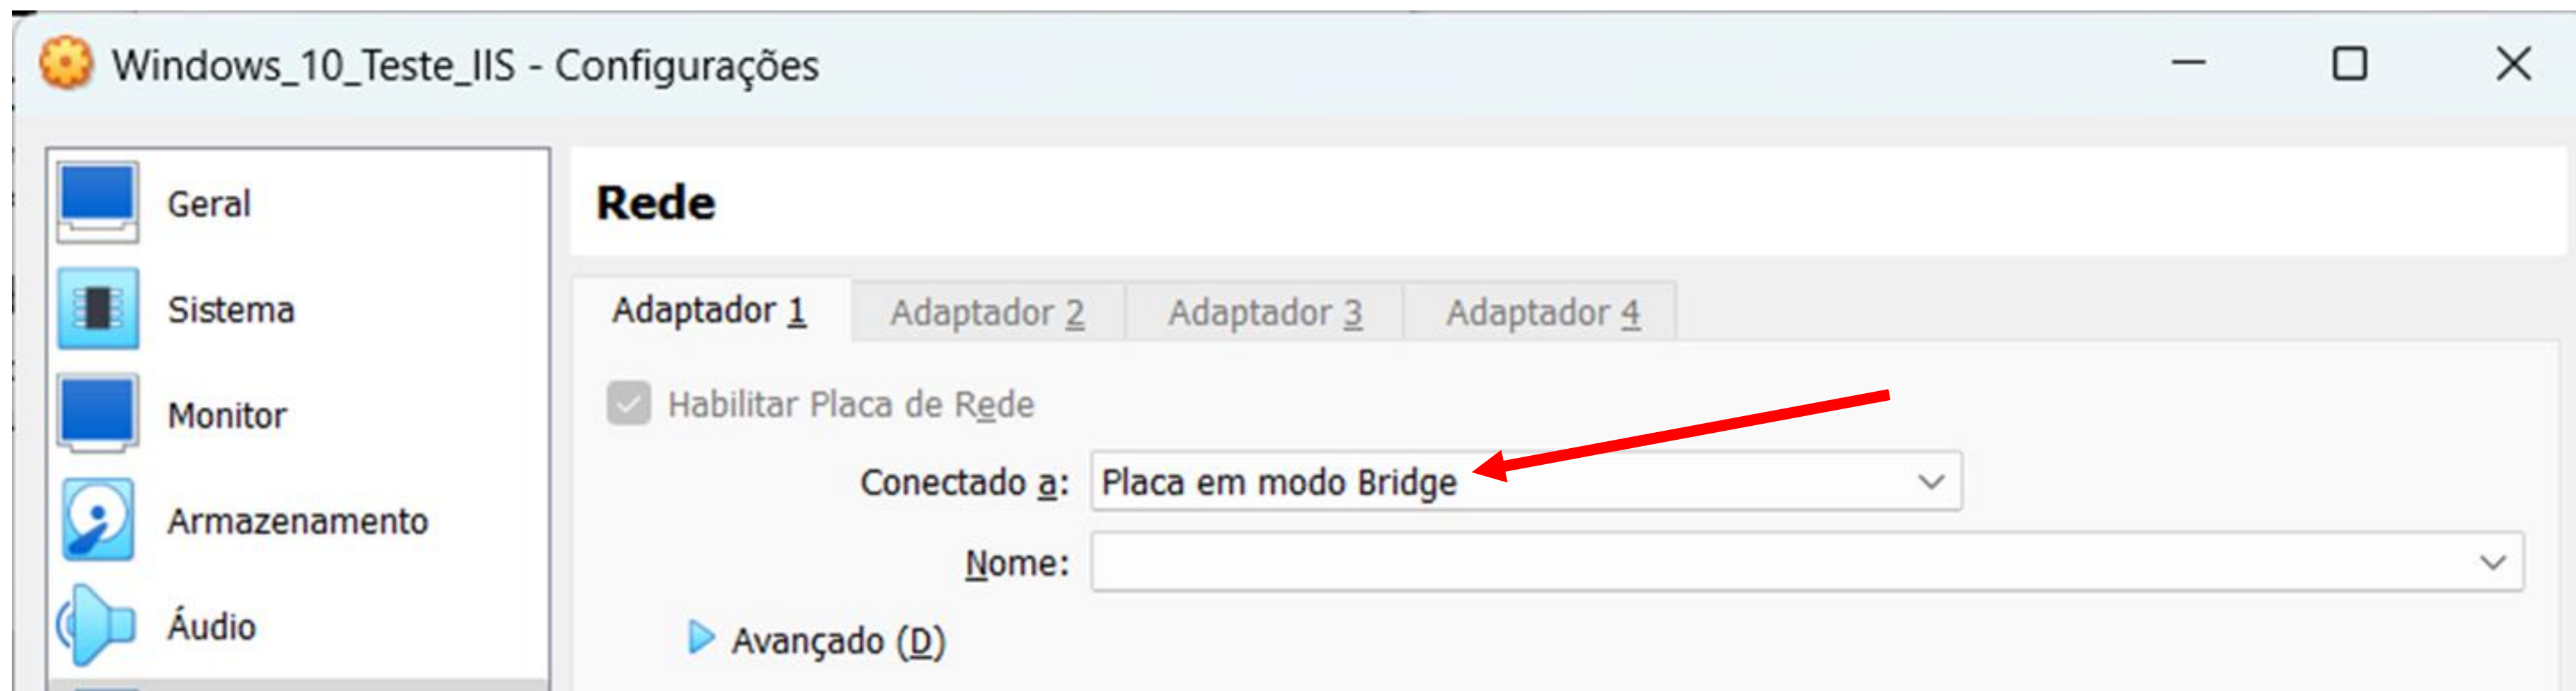 Windows_10_Teste_IIS - Configurações
Geral
Sistema
Monitor
Armazenamento
Áudio
Rede
Adaptador 1
Adaptador 2
Adaptador 3
Adaptador 4
Habilitar Placa de Rede
Conectado a: Placa em modo Bridge
Nome:
Avançado (D)